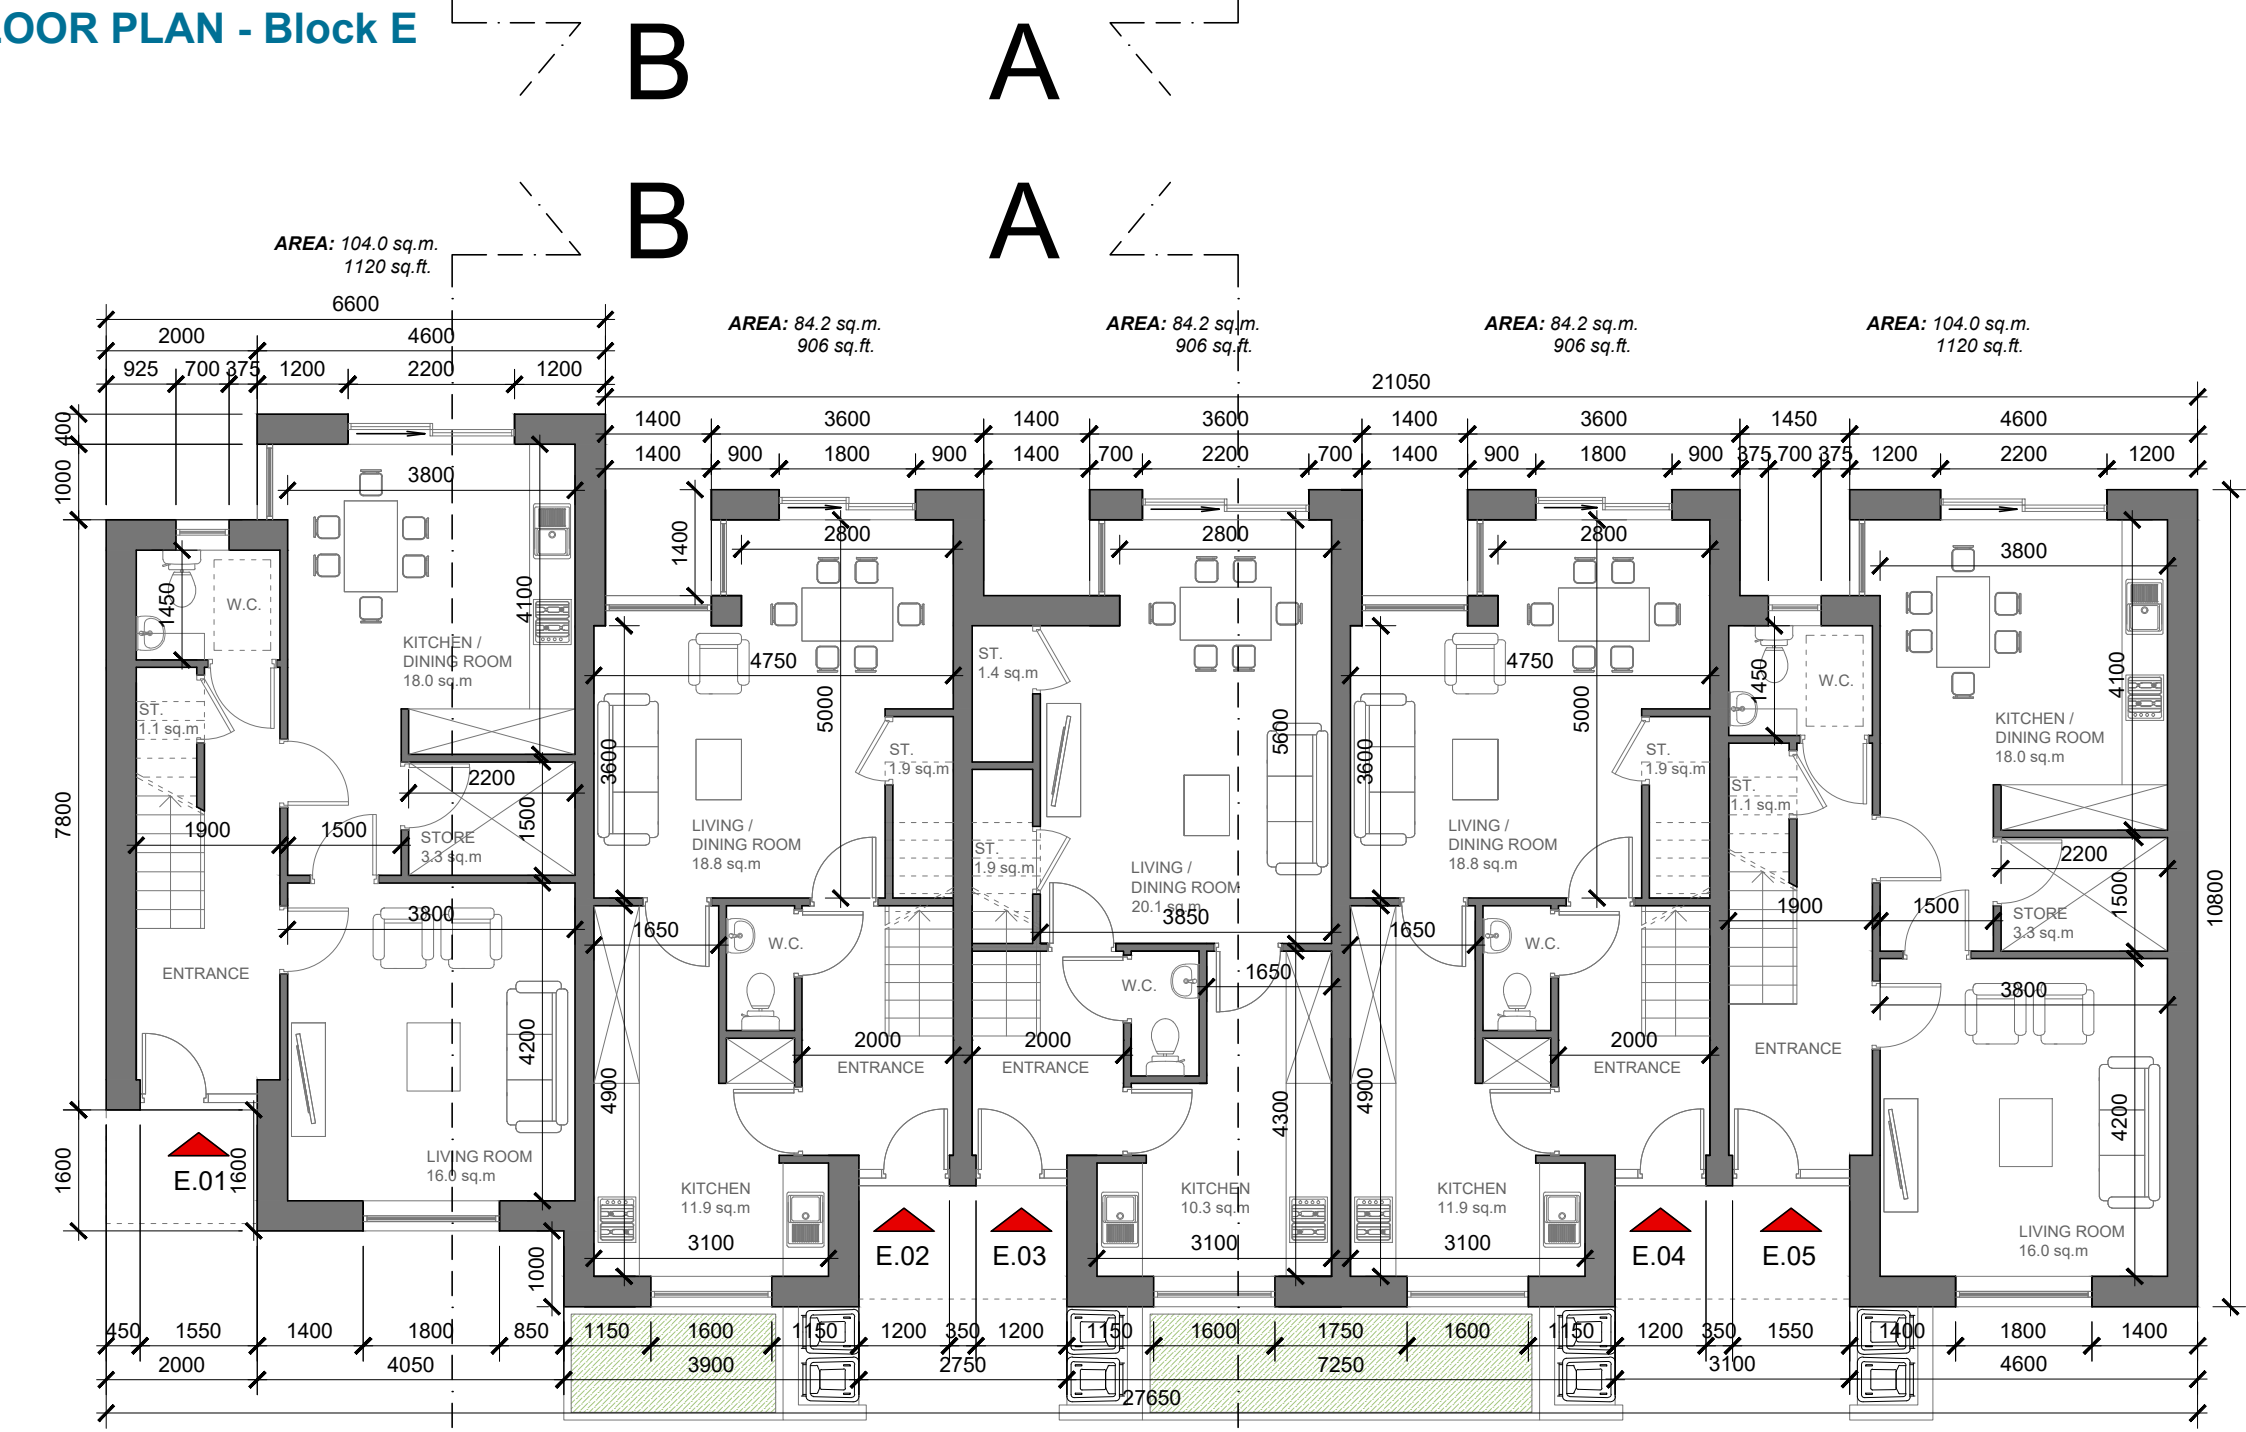 LOOR PLAN - Block E
B A
B A
AREA: 104.0 sq.m.
1120 sq.ft.
AREA: 84.2 sq.m.
906 sq.ft.
AREA: 84.2 sq.m.
906 sq.ft.
AREA: 84.2 sq.m.
906 sq.ft.
AREA: 104.0 sq.m.
1120 sq.ft.
6600
2000 4600
925 700 375 1200 2200 1200
21050
1400 3600 1400 3600 1400 3600 1450 4600
1400 900 1800 900 1400 700 2200 700 1400 900 1800 900 375 700 375 1200 2200 1200
400
1000
7800
1600
3800
1450
W.C.
4100
KITCHEN /
DINING ROOM
18.0 sq.m
ST.
1.1 sq.m
2200
1900
1500
STORE
3.3 sq.m
1500
3800
ENTRANCE
4200
LIVING ROOM
16.0 sq.m
E.01
1600
1000
1400
2800
4750
5000
3600
ST.
1.9 sq.m
LIVING /
DINING ROOM
18.8 sq.m
1650
W.C.
2000
ENTRANCE
4900
KITCHEN
11.9 sq.m
3100
E.02
2800
ST.
1.4 sq.m
5600
ST.
1.9 sq.m
LIVING /
DINING ROOM
20.1 sq.m
3850
W.C.
1650
2000
ENTRANCE
4300
KITCHEN
10.3 sq.m
3100
E.03
2800
4750
5000
3600
ST.
1.9 sq.m
LIVING /
DINING ROOM
18.8 sq.m
1650
W.C.
2000
ENTRANCE
4900
KITCHEN
11.9 sq.m
3100
E.04
3800
1450
W.C.
4100
KITCHEN /
DINING ROOM
18.0 sq.m
ST.
1.1 sq.m
2200
1900
1500
STORE
3.3 sq.m
1500
3800
ENTRANCE
4200
LIVING ROOM
16.0 sq.m
E.05
10800
450 1550 1400 1800 850 1150 1600 1150 1200 350 1200 1150 1600 1750 1600 1150 1200 350 1550 1400 1800 1400
2000 4050 3900 2750 7250 3100 4600
27650